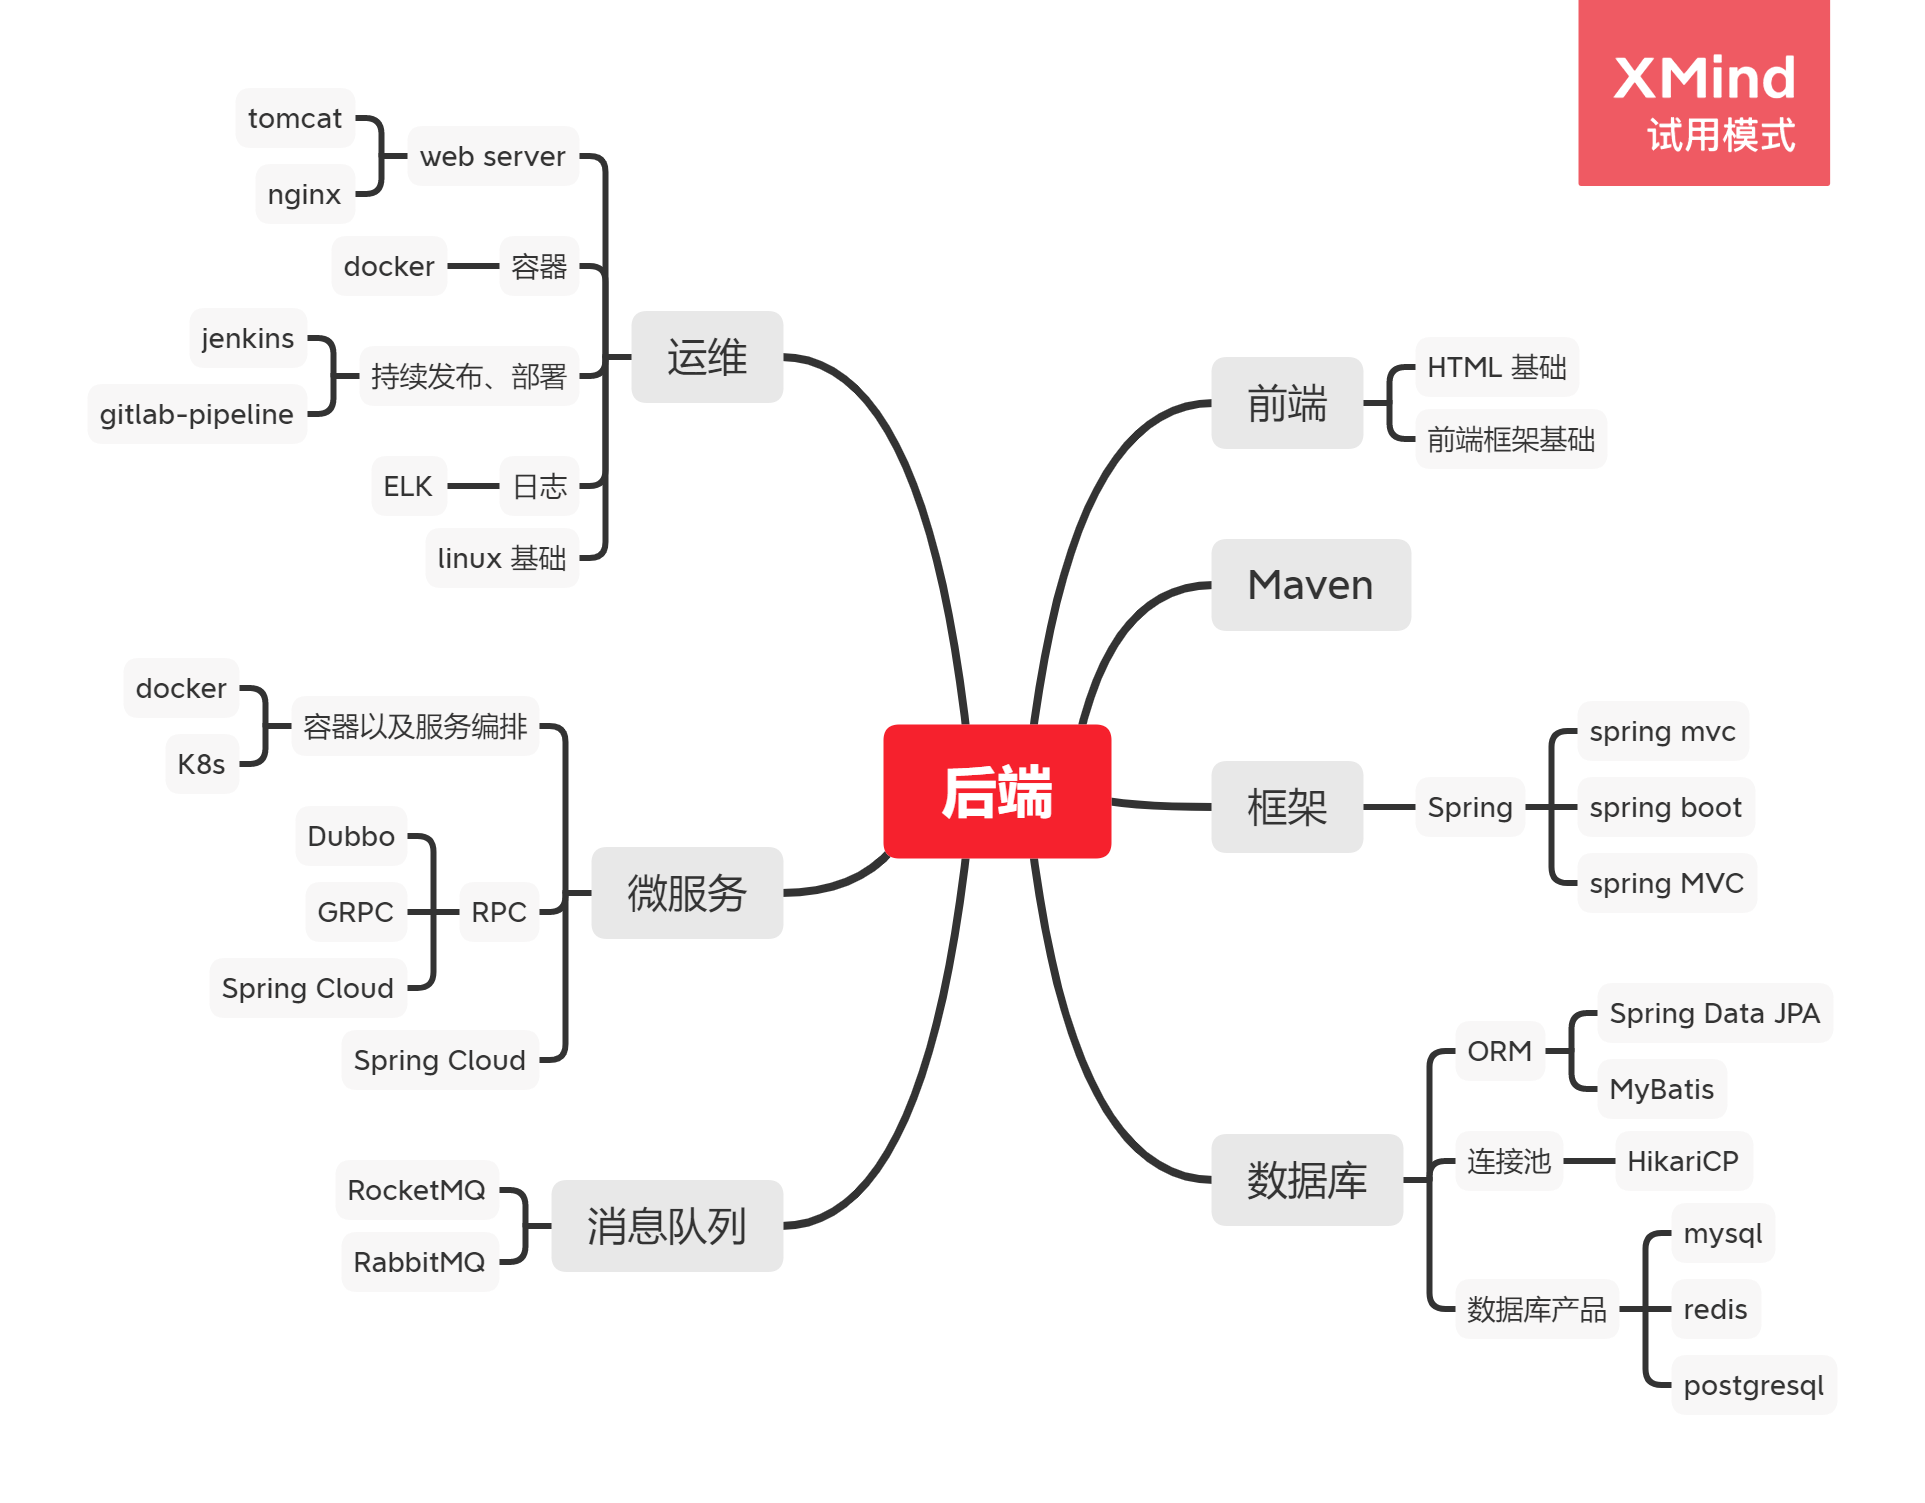 XMind
试用模式
后端
前端
HTML 基础
前端框架基础
Maven
框架
Spring
spring mvc
spring boot
spring MVC
数据库
ORM
Spring Data JPA
MyBatis
连接池
HikariCP
数据库产品
mysql
redis
postgresql
运维
web server
tomcat
nginx
容器
docker
持续发布、部署
jenkins
gitlab-pipeline
日志
ELK
linux 基础
微服务
容器以及服务编排
docker
K8s
RPC
Dubbo
GRPC
Spring Cloud
Spring Cloud
消息队列
RocketMQ
RabbitMQ